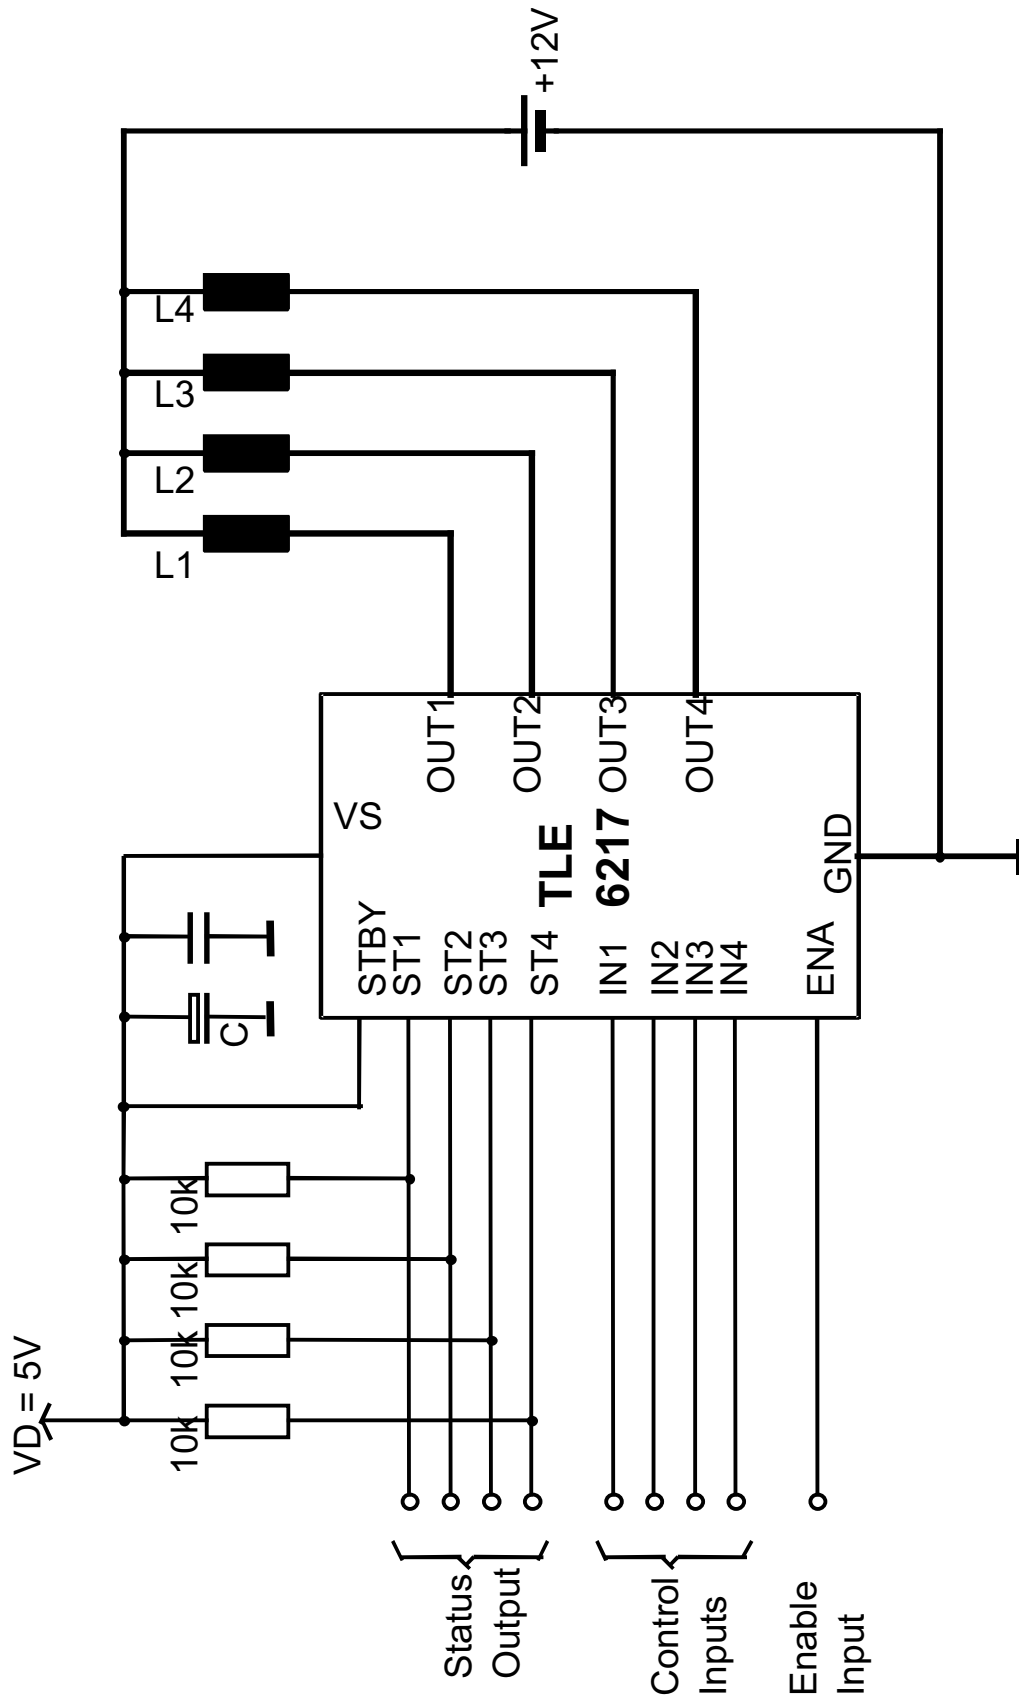 VD = 5V
10k
10k
10k
10k
C
L1
L2
L3
L4
+12V
VS
STBY
ST1
ST2
ST3
ST4
IN1
IN2
IN3
IN4
ENA
TLE
6217
OUT1
OUT2
OUT3
OUT4
GND
Status
Output
Control
Inputs
Enable
Input